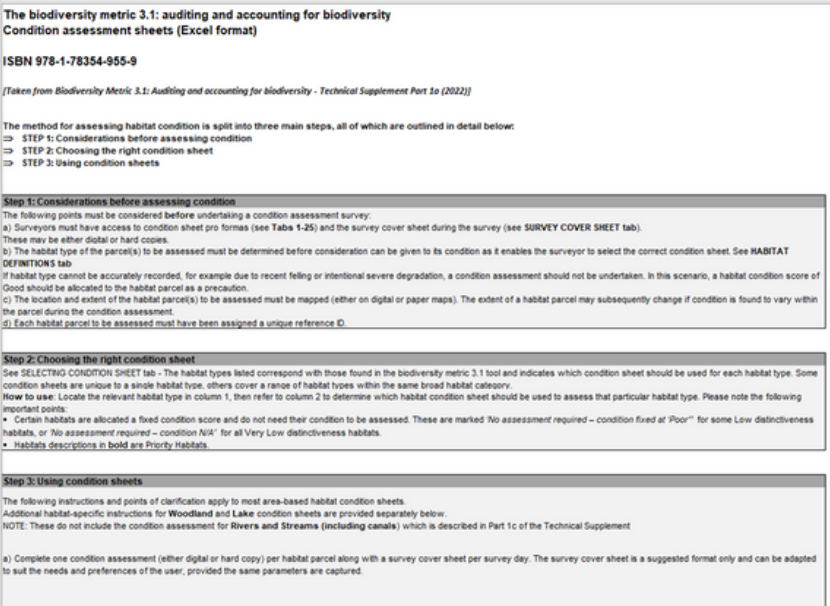 The biodiversity metric 3.1: auditing and accounting for biodiversity
Condition assessment sheets (Excel format)
ISBN 978-1-78354-955-9
[Taken from Biodiversity Metric 3.1: Auditing and accounting for biodiversity - Technical Supplement Part 1a (2022)]
The method for assessing habitat condition is split into three main steps, all of which are outlined in detail below:
⇒ STEP 1: Considerations before assessing condition
⇒ STEP 2: Choosing the right condition sheet
⇒ STEP 3: Using condition sheets
Step 1: Considerations before assessing condition
The following points must be considered before undertaking a condition assessment survey:
a) Surveyors must have access to condition sheet pro formas (see Tabs 1-25) and the survey cover sheet during the survey (see SURVEY COVER SHEET tab).
These may be either digital or hard copies.
b) The habitat type of the parcel(s) to be assessed must be determined before consideration can be given to its condition as it enables the surveyor to select the correct condition sheet. See HABITAT
DEFINITIONS tab
If habitat type cannot be accurately recorded, for example due to recent felling or intentional severe degradation, a condition assessment should not be undertaken. In this scenario, a habitat condition score of
Good should be allocated to the habitat parcel as a precaution.
c) The location and extent of the habitat parcel(s) to be assessed must be mapped (either on digital or paper maps). The extent of a habitat parcel may subsequently change if condition is found to vary within
the parcel during the condition assessment.
d) Each habitat parcel to be assessed must have been assigned a unique reference ID.
Step 2: Choosing the right condition sheet
See SELECTING CONDITION SHEET tab - The habitat types listed correspond with those found in the biodiversity metric 3.1 tool and indicates which condition sheet should be used for each habitat type. Some
condition sheets are unique to a single habitat type, others cover a range of habitat types within the same broad habitat category.
How to use: Locate the relevant habitat type in column 1, then refer to column 2 to determine which habitat condition sheet should be used to assess that particular habitat type. Please note the following
important points:
• Certain habitats are allocated a fixed condition score and do not need their condition to be assessed. These are marked 'No assessment required – condition fixed at 'Poor'' for some Low distinctiveness
habitats, or 'No assessment required – condition N/A' for all Very Low distinctiveness habitats.
• Habitats descriptions in bold are Priority Habitats.
Step 3: Using condition sheets
The following instructions and points of clarification apply to most area-based habitat condition sheets.
Additional habitat-specific instructions for Woodland and Lake condition sheets are provided separately below.
NOTE: These do not include the condition assessment for Rivers and Streams (including canals) which is described in Part 1c of the Technical Supplement
a) Complete one condition assessment (either digital or hard copy) per habitat parcel along with a survey cover sheet per survey day. The survey cover sheet is a suggested format only and can be adapted
to suit the needs and preferences of the user, provided the same parameters are captured.